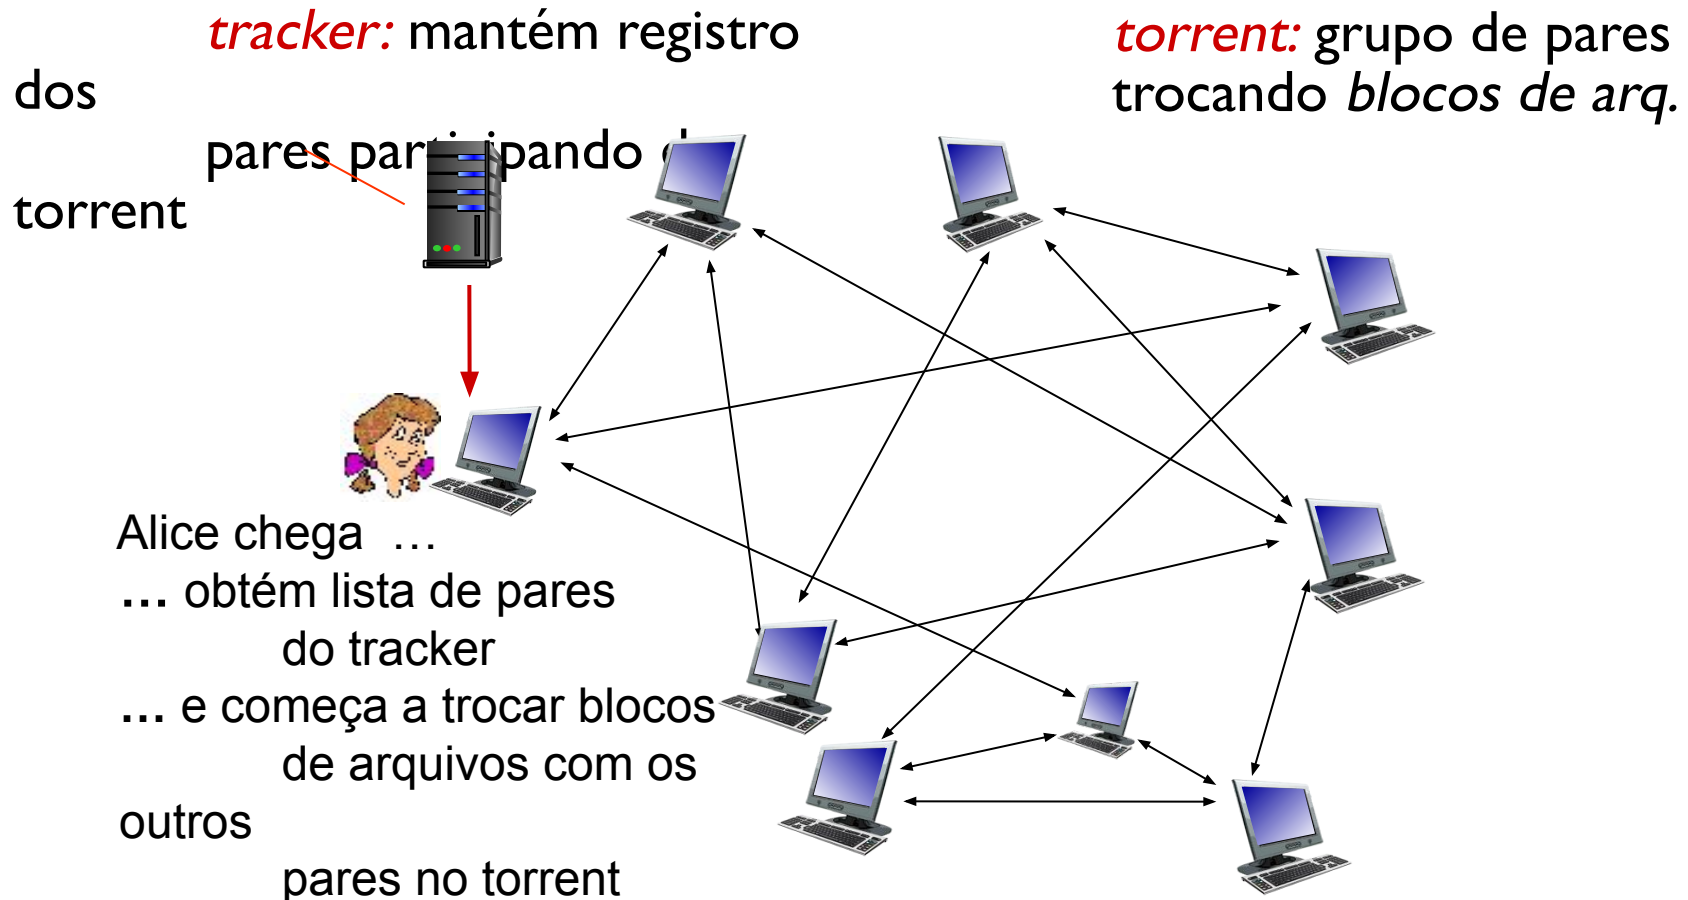 tracker: mantém registro
dos
pares participando d
torrent
torrent: grupo de pares
trocando blocos de arq.
Alice chega …
… obtém lista de pares
do tracker
… e começa a trocar blocos
de arquivos com os
outros
pares no torrent